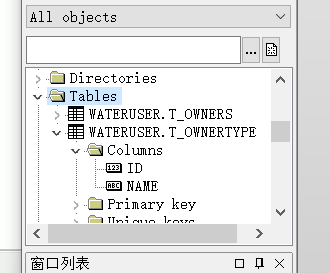 All objects
...
Directories
Tables
WATERUSER.T_OWNERS
WATERUSER.T_OWNERTYPE
Columns
123 ID
ABC NAME
Primary key
Unique keys
窗口列表